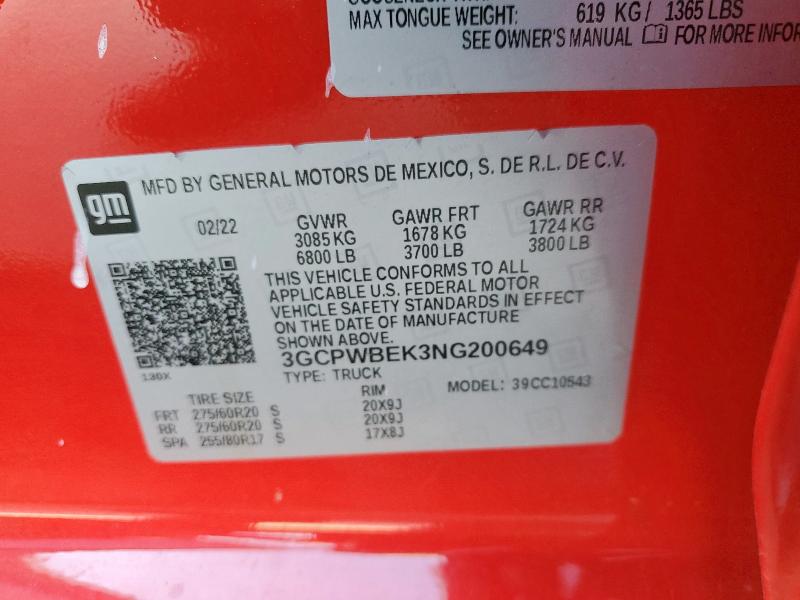 MAX TONGUE WEIGHT: 619 KG/ 1365 LBS
SEE OWNER'S MANUAL FOR MORE INFOR
gm
MFD BY GENERAL MOTORS DE MEXICO, S. DE R.L. DE C.V.
02/22 GVWR GAWR FRT GAWR RR
3085 KG 1678 KG 1724 KG
6800 LB 3700 LB 3800 LB
THIS VEHICLE CONFORMS TO ALL
APPLICABLE U.S. FEDERAL MOTOR
VEHICLE SAFETY STANDARDS IN EFFECT
ON THE DATE OF MANUFACTURE
SHOWN ABOVE.
3GCPWBEK3NG200649
130X TYPE: TRUCK MODEL: 39CC10543
TIRE SIZE RIM
FRT 275/60R20 S 20X9J
RR 275/60R20 S 20X9J
SPA 255/80R17 S 17X8J